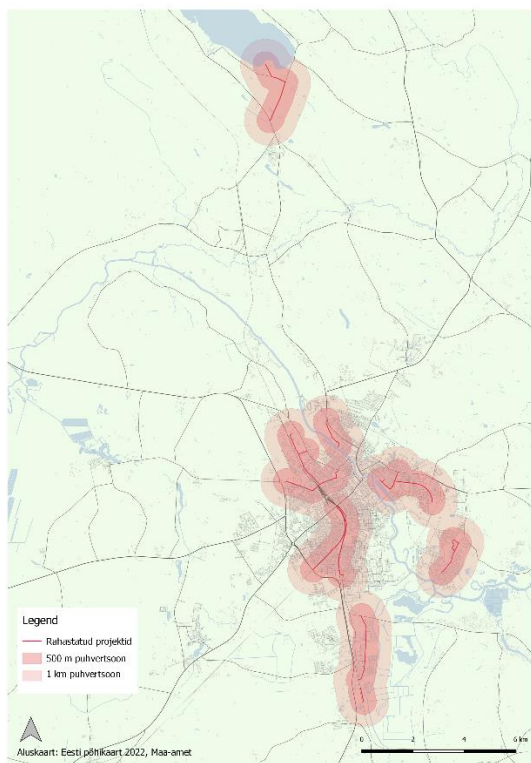 Legend
Rahastatud projektid
500 m puhvertsoon
1 km puhvertsoon
Aluskaart: Eesti põhikaart 2022, Maa-amet
0 2 4 6 km